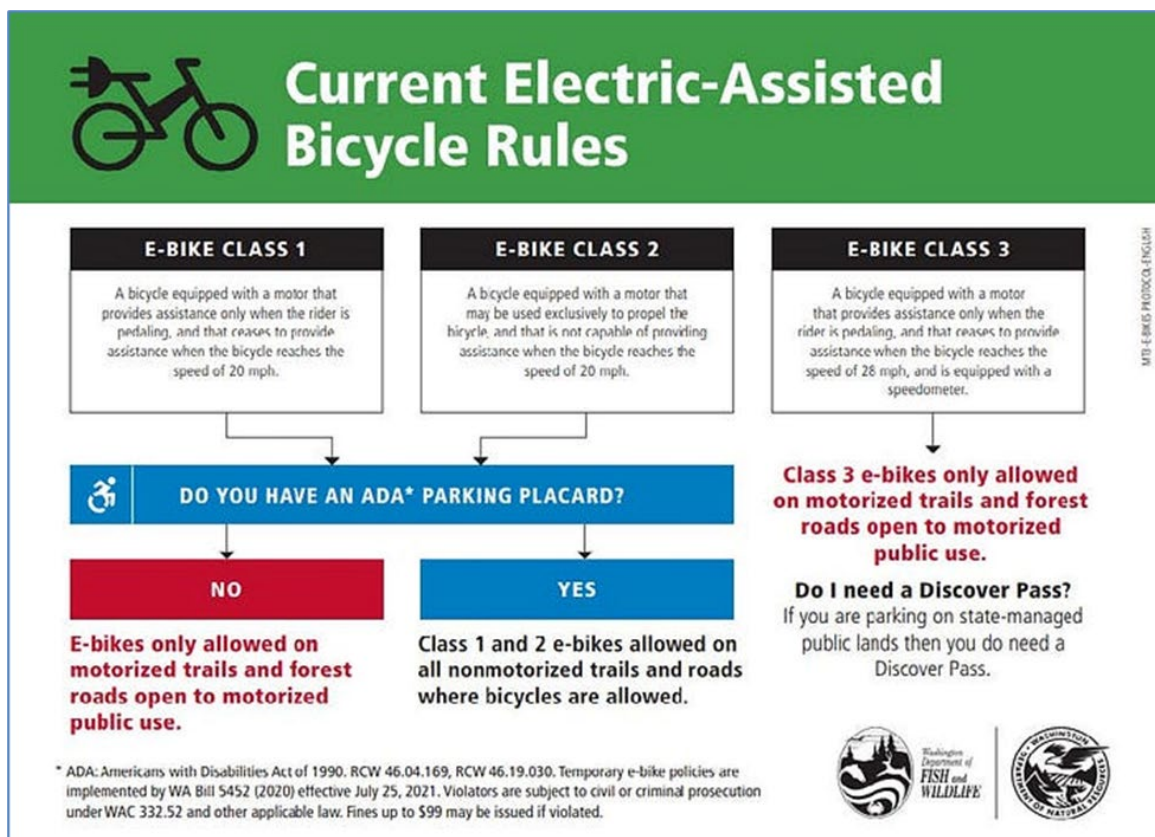 Current Electric-Assisted
Bicycle Rules
E-BIKE CLASS 1
A bicycle equipped with a motor that
provides assistance only when the rider is
pedaling, and that ceases to provide
assistance when the bicycle reaches the
speed of 20 mph.
E-BIKE CLASS 2
A bicycle equipped with a motor that
may be used exclusively to propel the
bicycle, and that is not capable of providing
assistance when the bicycle reaches the
speed of 20 mph.
E-BIKE CLASS 3
A bicycle equipped with a motor
that provides assistance only when the
rider is pedaling, and that ceases to provide
assistance when the bicycle reaches the
speed of 28 mph, and is equipped with a
speedometer.
MTB-E-BIKES PROTOCOL-ENGLISH
DO YOU HAVE AN ADA* PARKING PLACARD?
NO
E-bikes only allowed on
motorized trails and forest
roads open to motorized
public use.
YES
Class 1 and 2 e-bikes allowed on
all nonmotorized trails and roads
where bicycles are allowed.
Class 3 e-bikes only allowed
on motorized trails and forest
roads open to motorized
public use.
Do I need a Discover Pass?
If you are parking on state-managed
public lands then you do need a
Discover Pass.
* ADA: Americans with Disabilities Act of 1990. RCW 46.04.169, RCW 46.19.030. Temporary e-bike policies are
implemented by WA Bill 5452 (2020) effective July 25, 2021. Violators are subject to civil or criminal prosecution
under WAC 332.52 and other applicable law. Fines up to $99 may be issued if violated.
Washington
Department of
FISH and
WILDLIFE
WASHINGTON
DEPARTMENT OF NATURAL RESOURCES